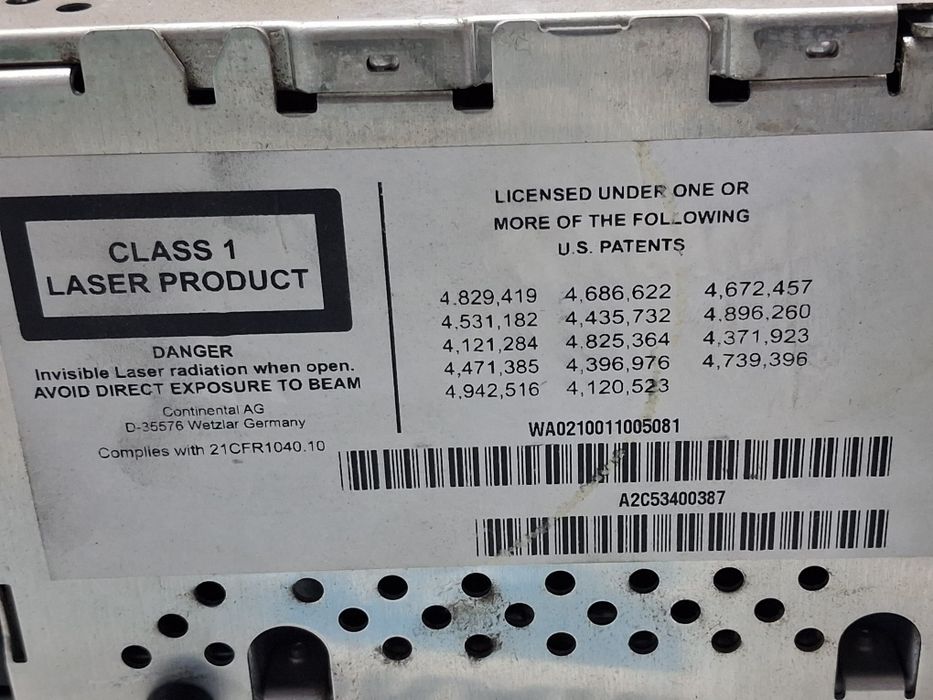 CLASS 1
LASER PRODUCT
DANGER
Invisible Laser radiation when open.
AVOID DIRECT EXPOSURE TO BEAM
Continental AG
D-35576 Wetzlar Germany
Complies with 21CFR1040.10
LICENSED UNDER ONE OR
MORE OF THE FOLLOWING
U.S. PATENTS
4.829,419 4,686,622 4,672,457
4,531,182 4,435,732 4.896,260
4,121,284 4.825,364 4,371,923
4,471,385 4,396,976 4,739,396
4,942,516 4,120,523
WA0210011005081
A2C53400387